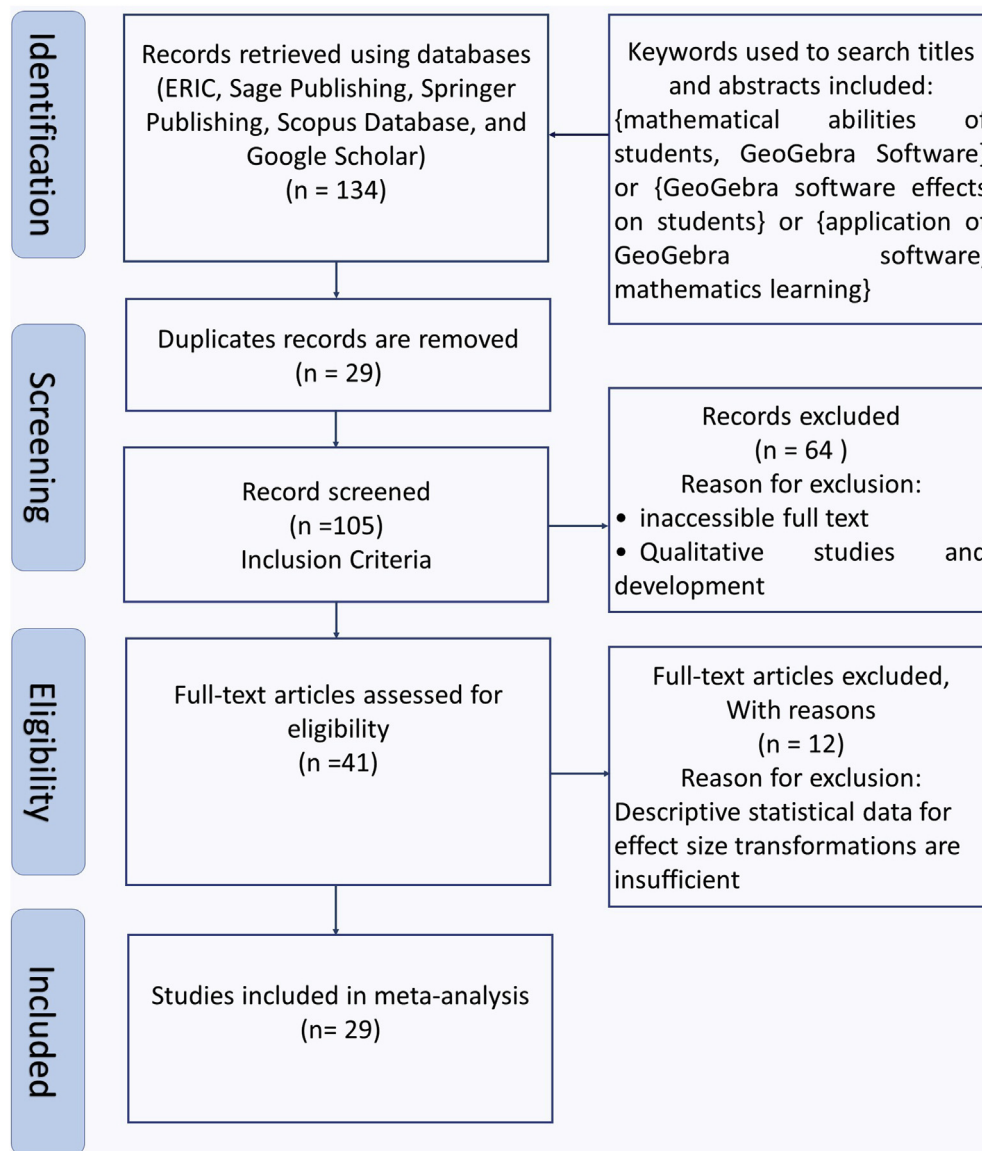 Identification
Records retrieved using databases
(ERIC, Sage Publishing, Springer
Publishing, Scopus Database, and
Google Scholar)
(n = 134)
Keywords used to search titles
and abstracts included:
{mathematical abilities of
students, GeoGebra Software}
or {GeoGebra software effects
on students} or {application of
GeoGebra software,
mathematics learning}
Duplicates records are removed
(n = 29)
Screening
Record screened
(n =105)
Inclusion Criteria
Records excluded
(n = 64 )
Reason for exclusion:
• inaccessible full text
• Qualitative studies and
development
Eligibility
Full-text articles assessed for
eligibility
(n =41)
Full-text articles excluded,
With reasons
(n = 12)
Reason for exclusion:
Descriptive statistical data for
effect size transformations are
insufficient
Included
Studies included in meta-analysis
(n= 29)